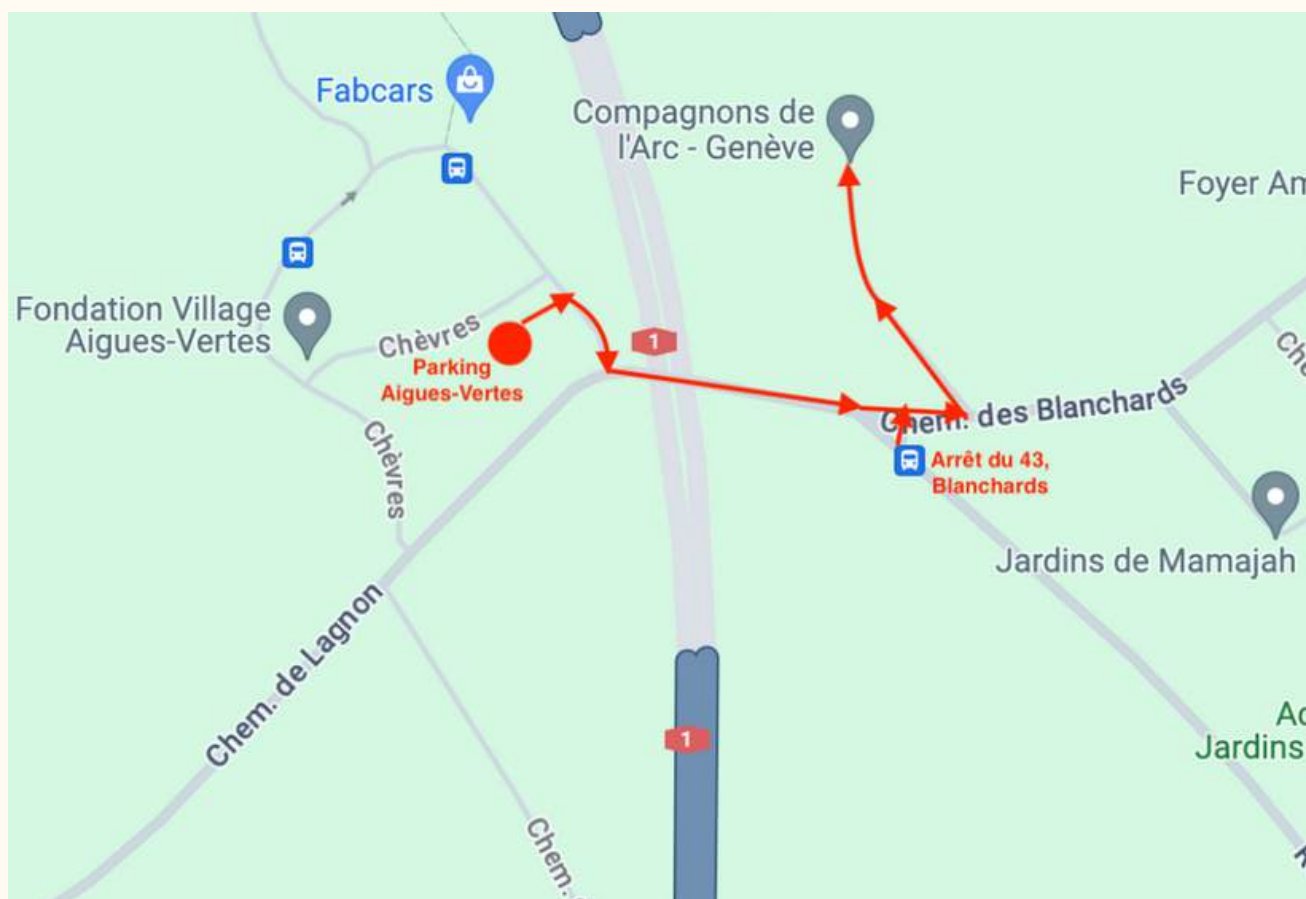 Fabcars
Compagnons de
l'Arc - Genève
Foyer Am
Fondation Village
Aigues-Vertes
Chèvres
Parking
Aigues-Vertes
1
Chem. des Blanchards
Arrêt du 43,
Blanchards
Chèvres
Jardins de Mamajah
Chem. de Lagnon
1
Jardins
Chem.